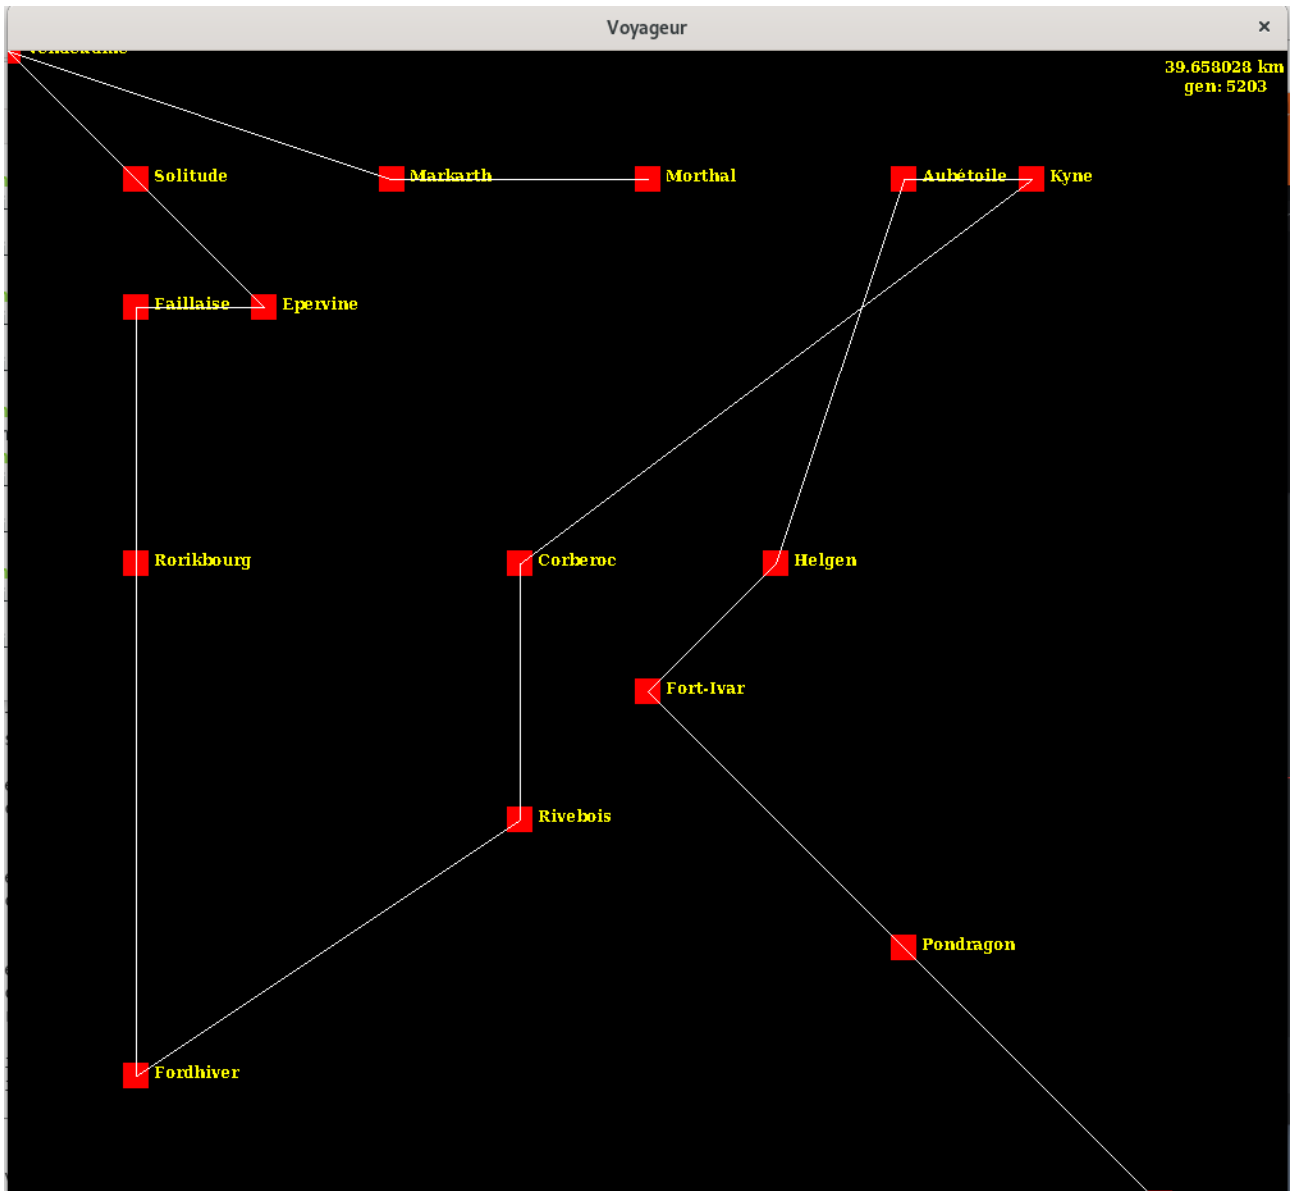 Voyageur
39.658028 km
gen: 5203
Solitude
Markarth
Morthal
Aubétoile
Kyne
Faillaise
Epervine
Rorikbourg
Corberoc
Helgen
Fort-Ivar
Rivebois
Pondragon
Fordhiver